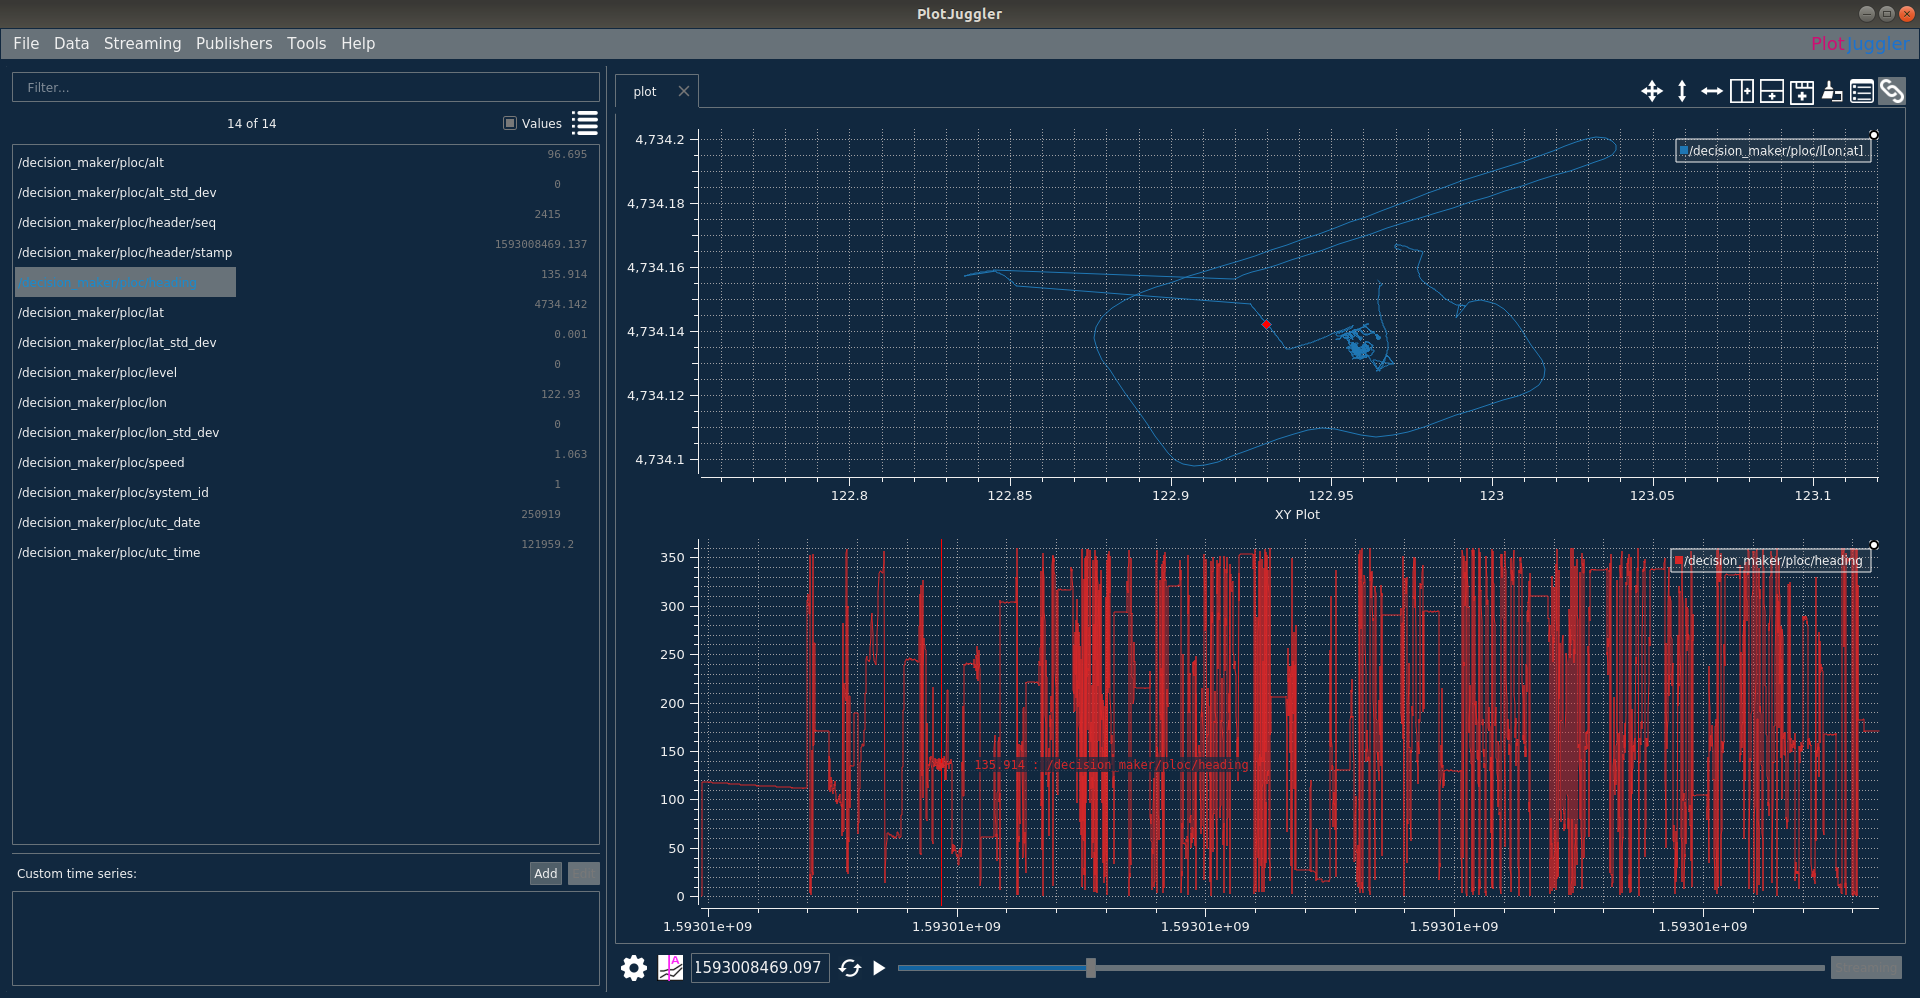 PlotJuggler
File Data Streaming Publishers Tools Help PlotJuggler
Filter...
14 of 14 Values
/decision_maker/ploc/alt 96.695
/decision_maker/ploc/alt_std_dev 0
/decision_maker/ploc/header/seq 2415
/decision_maker/ploc/header/stamp 1593008469.137
/decision_maker/ploc/heading 135.914
/decision_maker/ploc/lat 4734.142
/decision_maker/ploc/lat_std_dev 0.001
/decision_maker/ploc/level 0
/decision_maker/ploc/lon 122.93
/decision_maker/ploc/lon_std_dev 0
/decision_maker/ploc/speed 1.063
/decision_maker/ploc/system_id 1
/decision_maker/ploc/utc_date 250919
/decision_maker/ploc/utc_time 121959.2
Custom time series: Add Edit
plot
/decision_maker/ploc/l[on;at]
4,734.2
4,734.18
4,734.16
4,734.14
4,734.12
4,734.1
122.8 122.85 122.9 122.95 123 123.05 123.1
XY Plot
/decision_maker/ploc/heading
350
300
250
200
150
135.914 : /decision_maker/ploc/heading
100
50
0
1.59301e+09 1.59301e+09 1.59301e+09 1.59301e+09 1.59301e+09
A
1593008469.097 Streaming